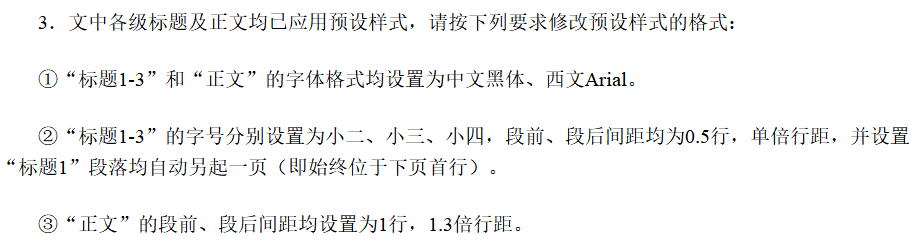 3．文中各级标题及正文均已应用预设样式，请按下列要求修改预设样式的格式：
①“标题1-3”和“正文”的字体格式均设置为中文黑体、西文Arial。
②“标题1-3”的字号分别设置为小二、小三、小四，段前、段后间距均为0.5行，单倍行距，并设置
“标题1”段落均自动另起一页（即始终位于下页首行）。
③“正文”的段前、段后间距均设置为1行，1.3倍行距。